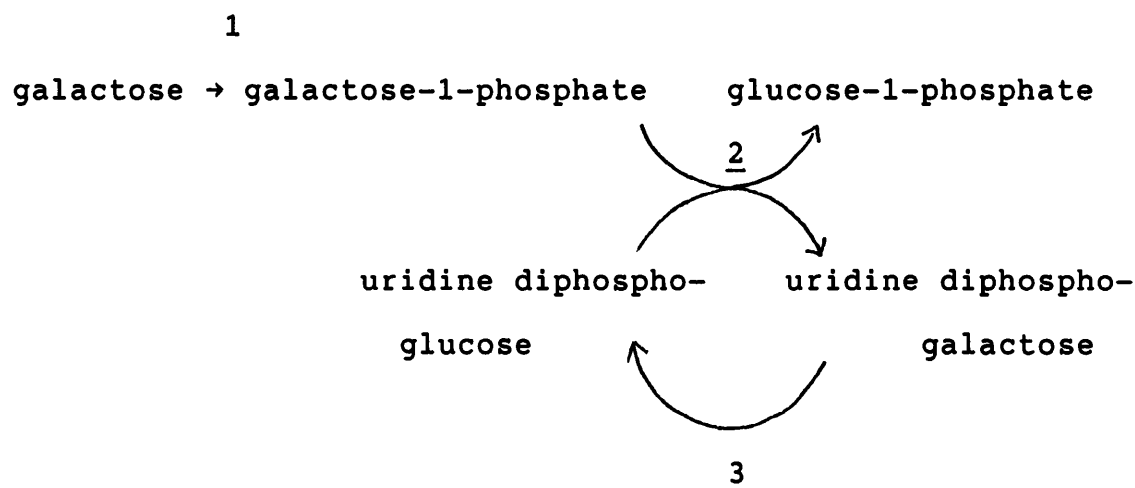 1
galactose → galactose-1-phosphate glucose-1-phosphate
2
uridine diphospho- uridine diphospho-
glucose galactose
3